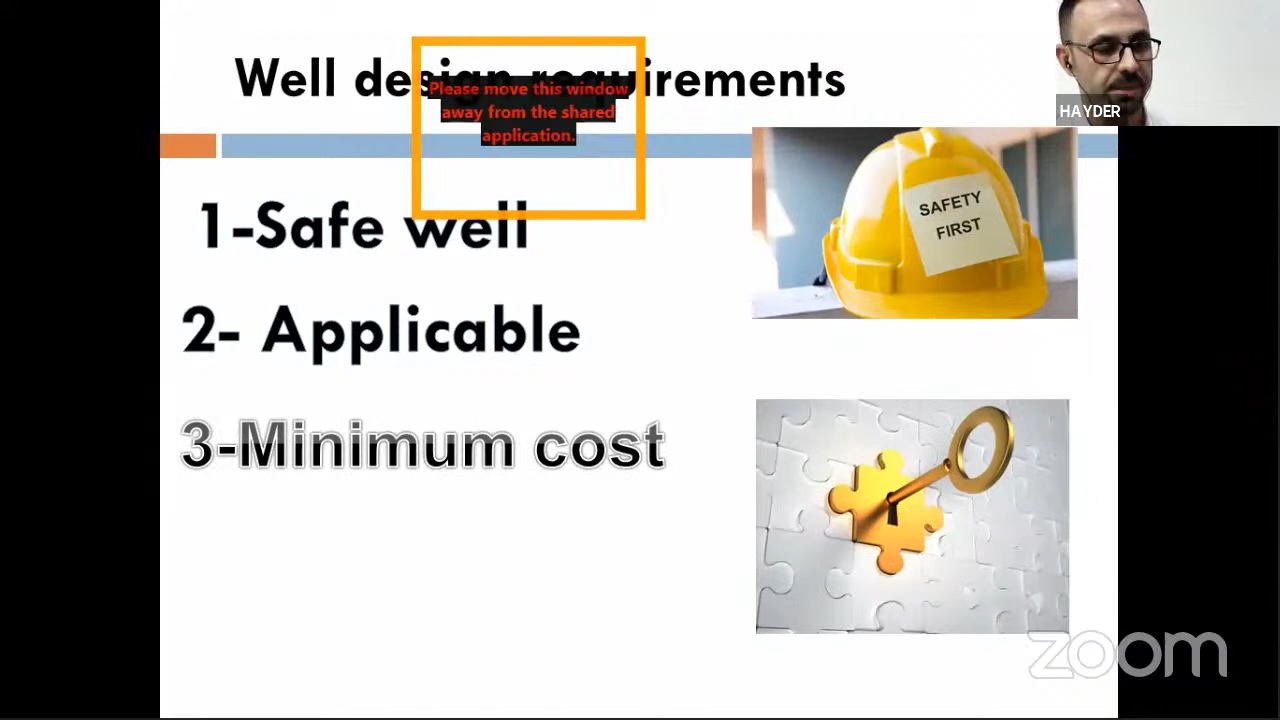 Well design requirements
Please move this window
away from the shared
application.
HAYDER
SAFETY
FIRST
1-Safe well
2- Applicable
3-Minimum cost
zoom